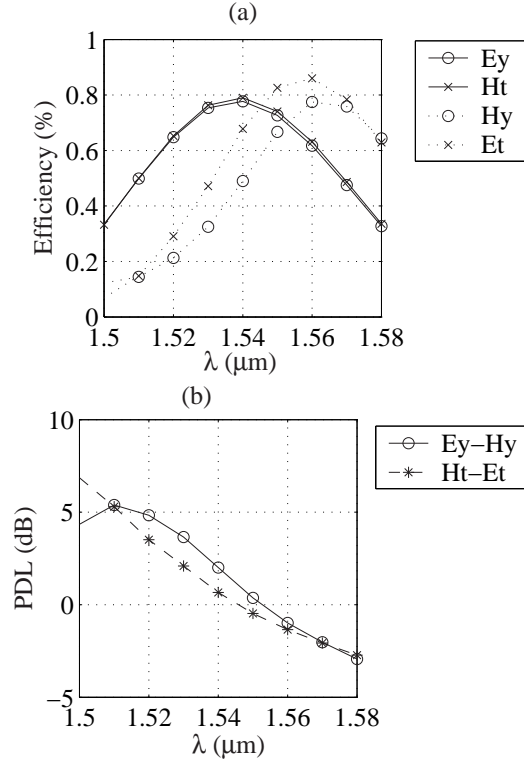 (a)
Efficiency (%)
1
0.8
0.6
0.4
0.2
0
1.5 1.52 1.54 1.56 1.58
λ (μm)
Ey
Ht
Hy
Et
(b)
PDL (dB)
10
5
0
−5
1.5 1.52 1.54 1.56 1.58
λ (μm)
Ey−Hy
Ht−Et